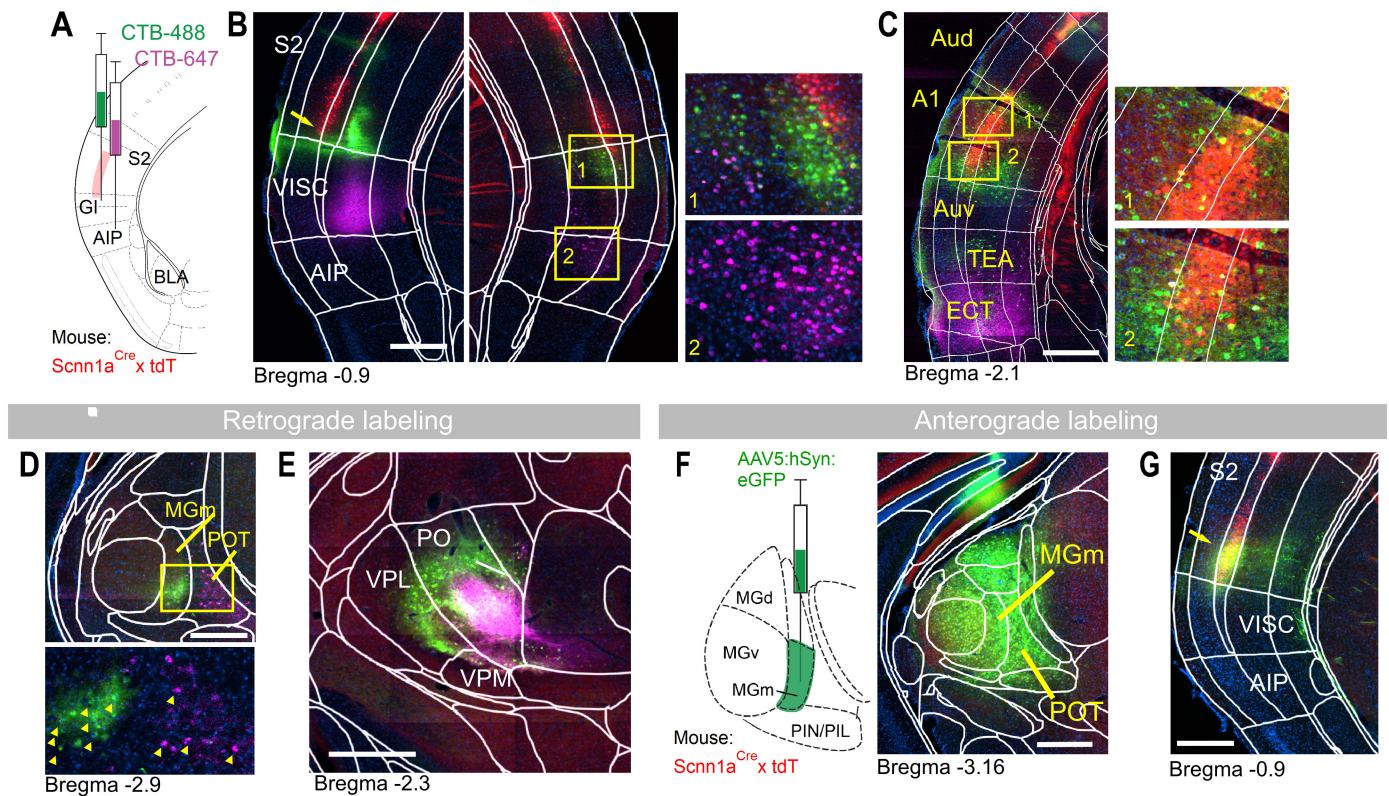 A
CTB-488
CTB-647
S2
GI
AIP
BLA
Mouse:
Scnn1aCre x tdT
B
S2
VISC
AIP
1
2
Bregma -0.9
1
2
C
Aud
A1
1
2
Auv
TEA
ECT
Bregma -2.1
1
2
Retrograde labeling
Anterograde labeling
D
MGm
POT
Bregma -2.9
E
PO
VPL
VPM
Bregma -2.3
F
AAV5:hSyn:
eGFP
MGd
MGv
MGm
PIN/PIL
Mouse:
Scnn1aCre x tdT
MGm
POT
Bregma -3.16
G
S2
VISC
AIP
Bregma -0.9